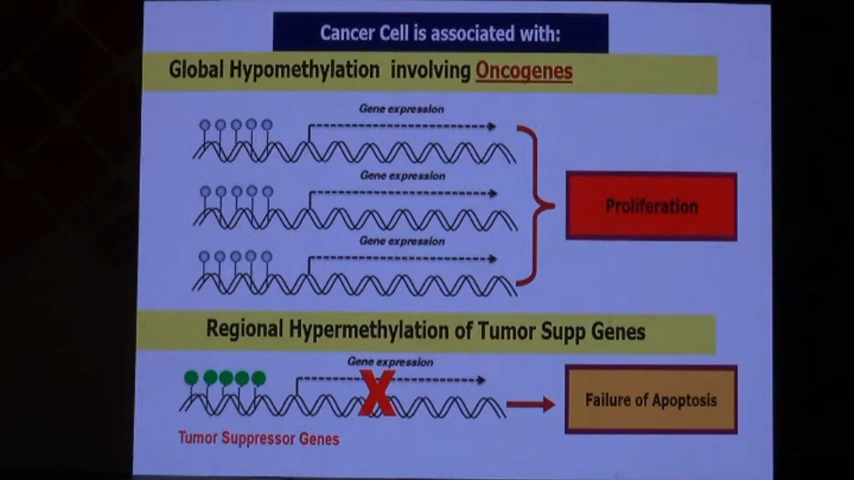 Cancer Cell is associated with:
Global Hypomethylation involving Oncogenes
Gene expression
Gene expression
Proliferation
Gene expression
Regional Hypermethylation of Tumor Supp Genes
Gene expression
X
Failure of Apoptosis
Tumor Suppressor Genes